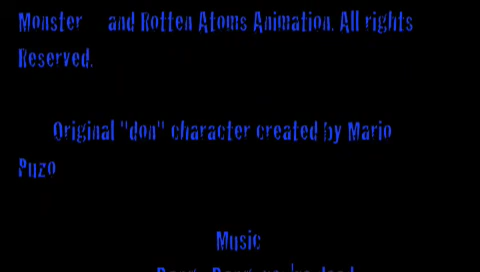 Monster and Rotten Atoms Animation. All rights
Reserved.
Original "don" character created by Mario
Puzo
Music